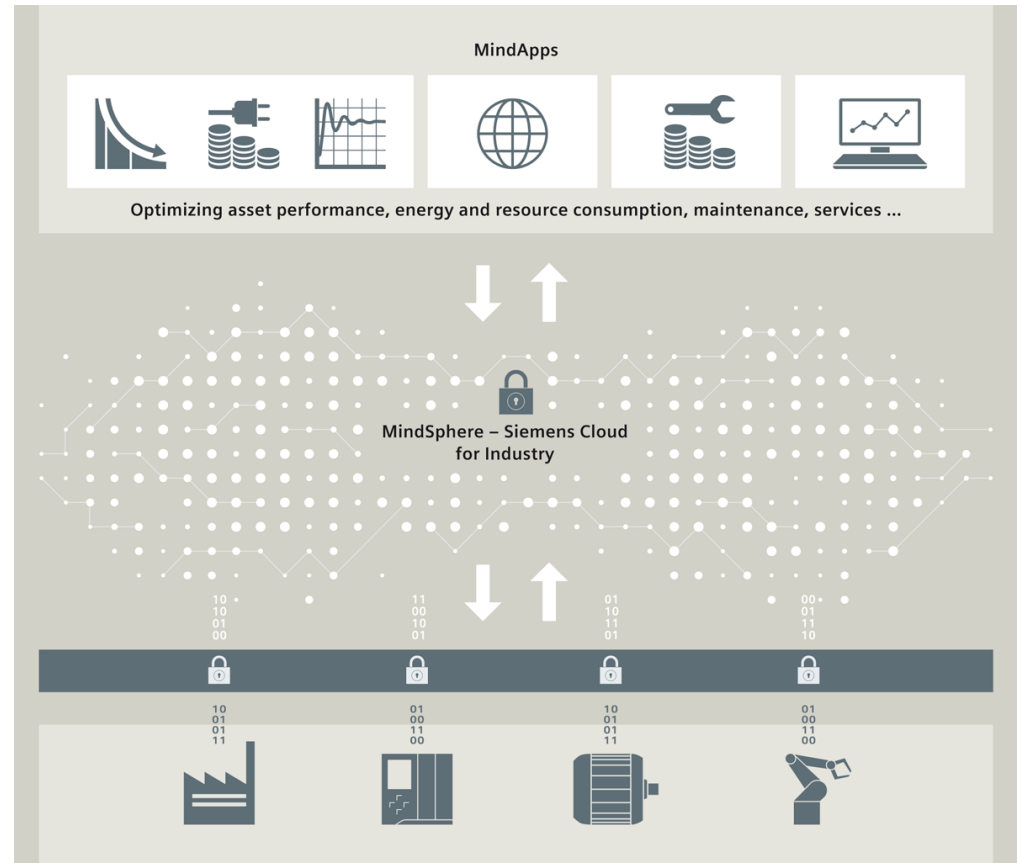 MindApps
Optimizing asset performance, energy and resource consumption, maintenance, services ...
MindSphere – Siemens Cloud
for Industry
10 11 01 00
10 00 10 01
01 10 11 11
00 01 01 10
10 01 10 01
01 00 01 00
01 11 01 11
11 00 11 00